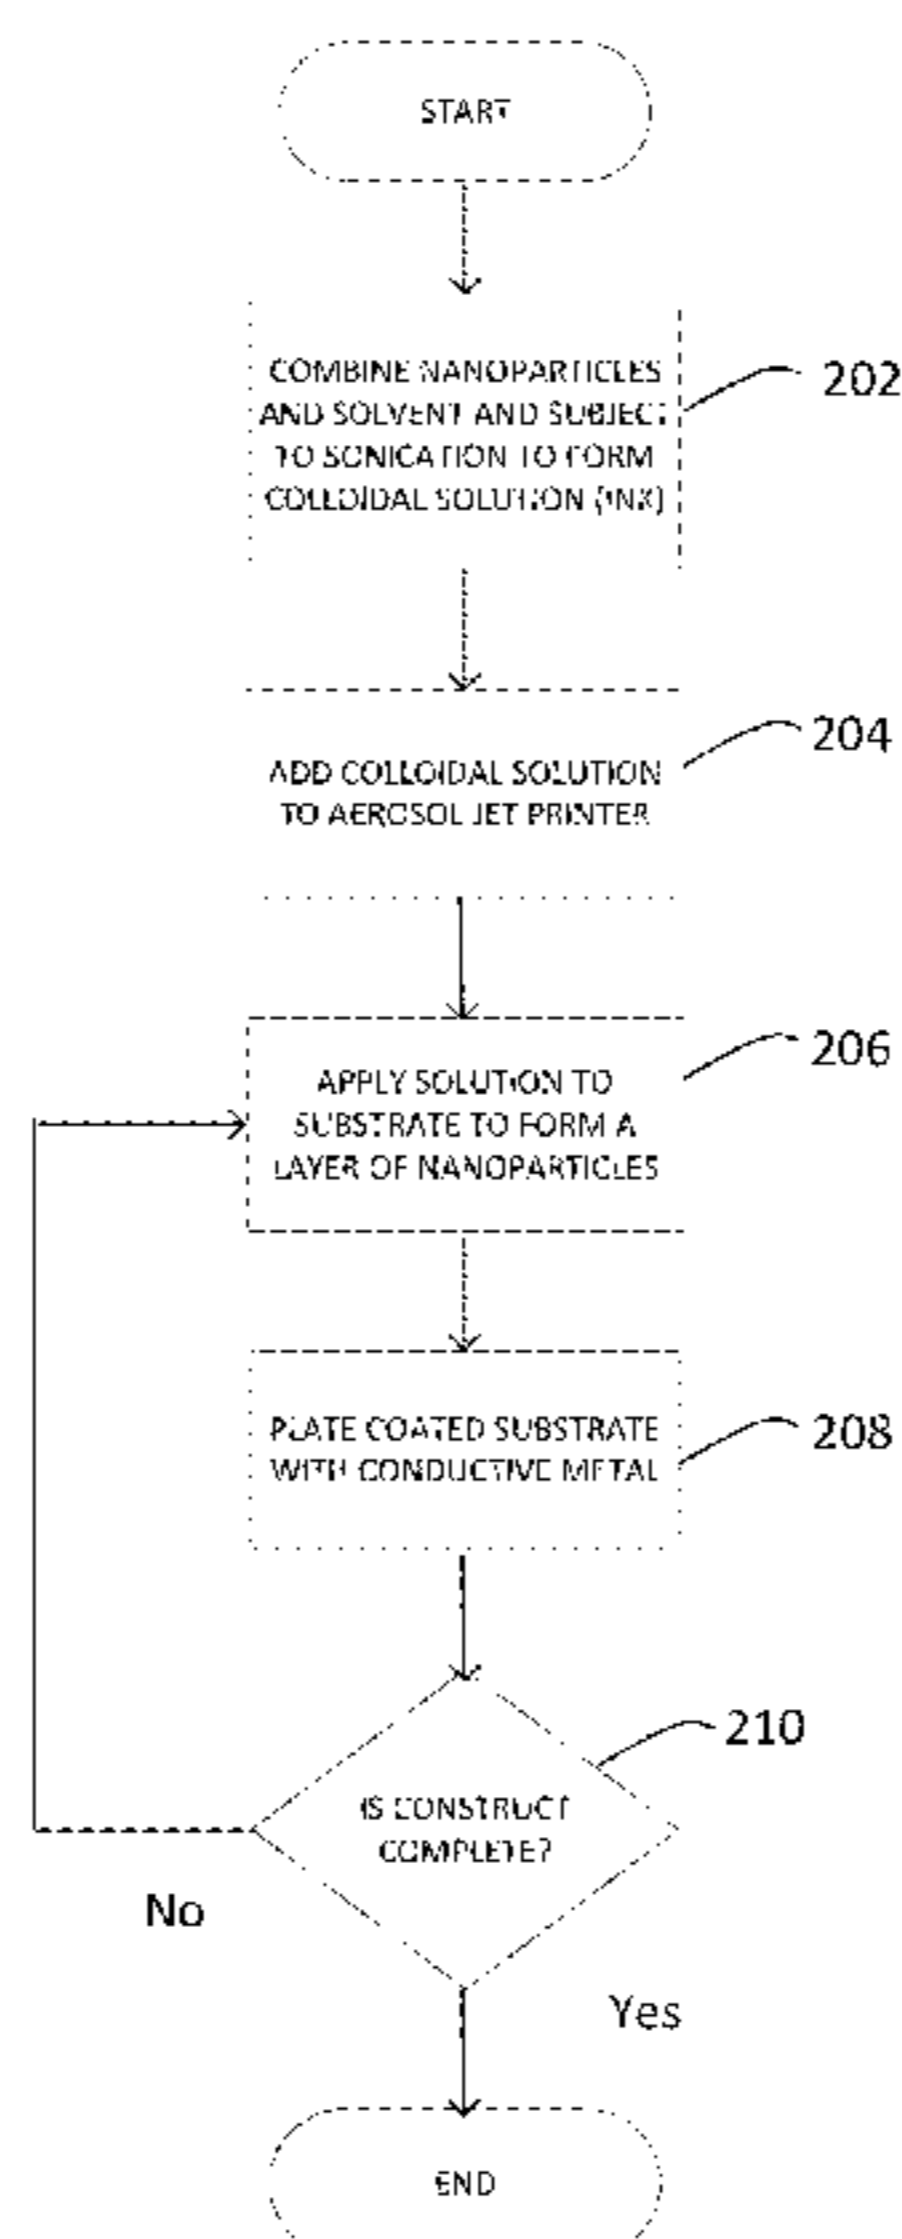 START
COMBINE NANOPARTICLES
AND SOLVENT AND SUBJECT
TO SONICATION TO FORM
COLLOIDAL SOLUTION (INK)
202
ADD COLLOIDAL SOLUTION
TO AEROSOL JET PRINTER
204
APPLY SOLUTION TO
SUBSTRATE TO FORM A
LAYER OF NANOPARTICLES
206
PLATE COATED SUBSTRATE
WITH CONDUCTIVE METAL
208
IS CONSTRUCT
COMPLETE?
210
No
Yes
END